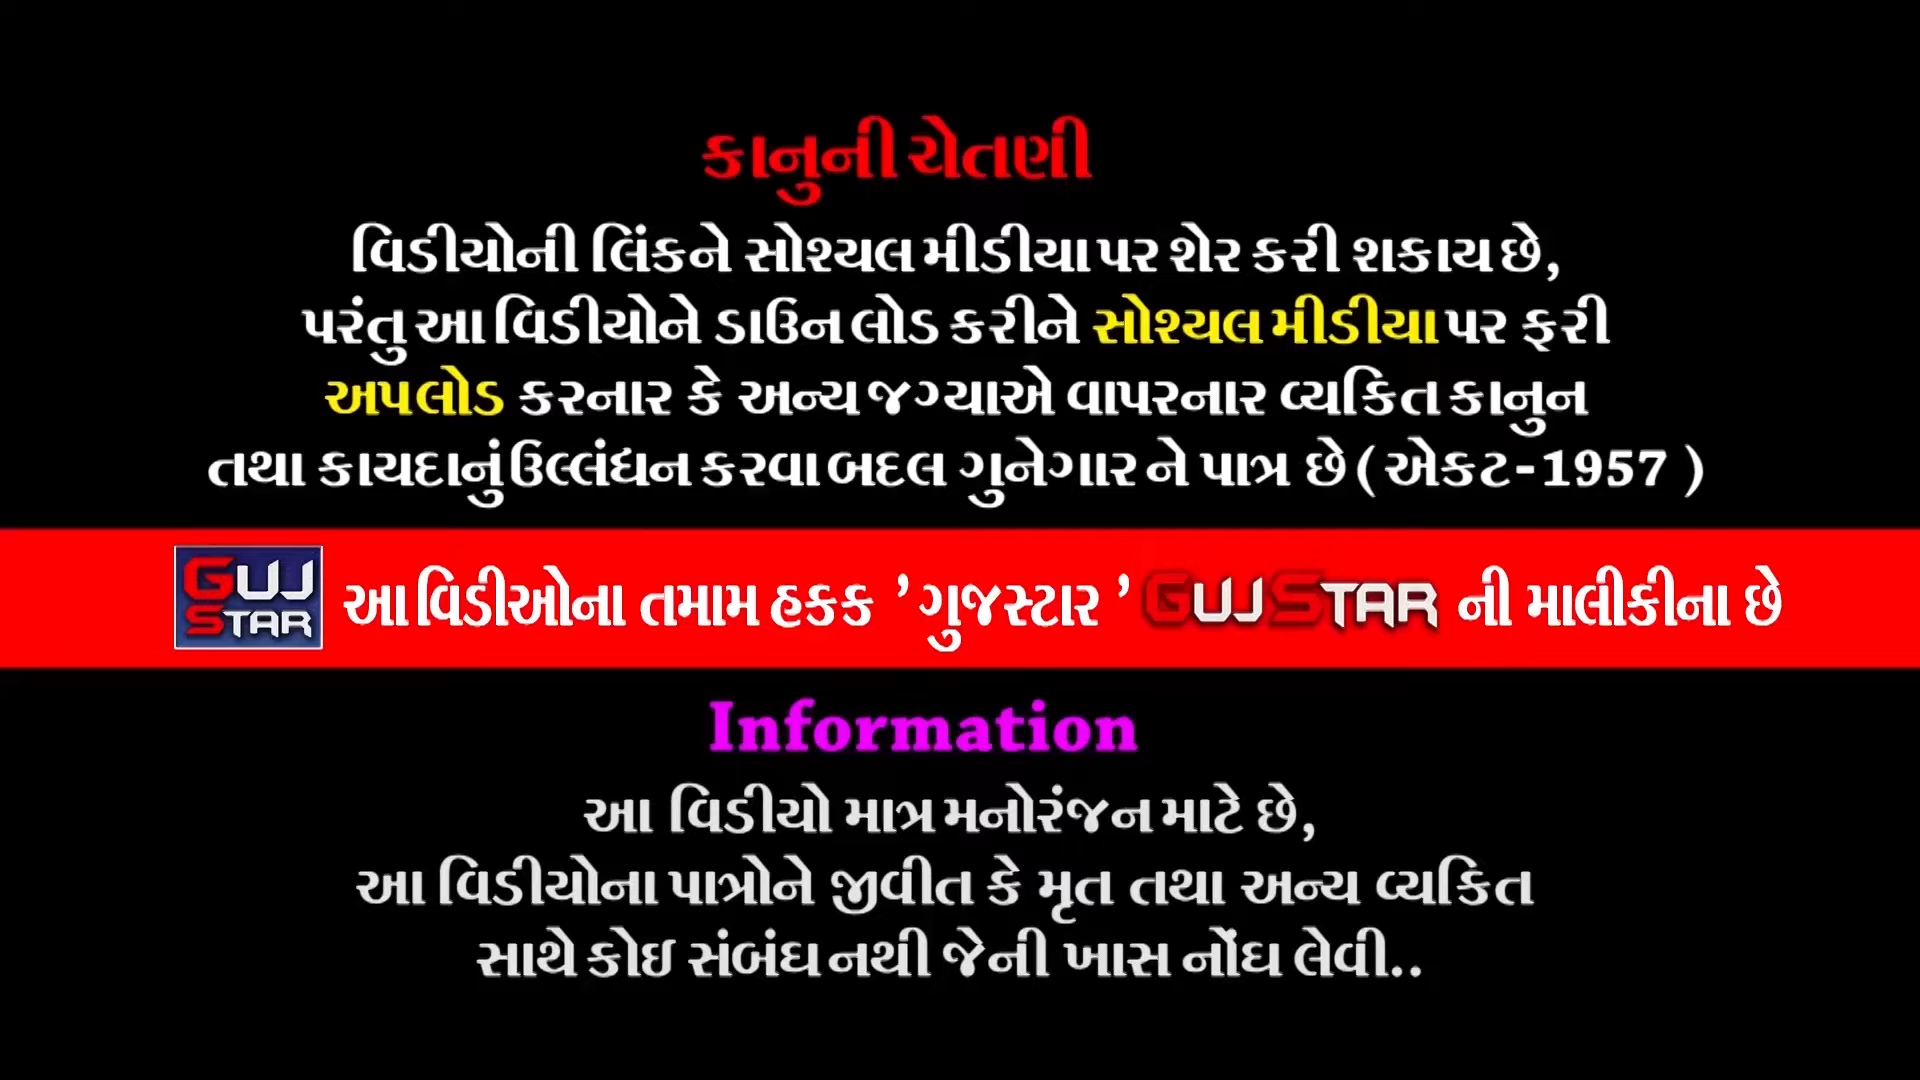 કાનુની ચેતણી
વિડીયોની લિંકને સોશ્યલ મીડીયા પર શેર કરી શકાય છે,
પરંતુ આ વિડીયોને ડાઉનલોડ કરીને સોશ્યલ મીડીયા પર ફરી
અપલોડ કરનાર કે અન્ય જગ્યાએ વાપરનાર વ્યકિત કાનુન
તથા કાયદાનું ઉલ્લંઘન કરવા બદલ ગુનેગાર ને પાત્ર છે ( એકટ-1957 )
GUJ STAR આ વિડીઓના તમામ હકક ’ ગુજસ્ટાર ’ GUJ STAR ની માલીકીના છે
Information
આ વિડીયો માત્ર મનોરંજન માટે છે,
આ વિડીયોના પાત્રોને જીવીત કે મૃત તથા અન્ય વ્યકિત
સાથે કોઇ સંબંઘ નથી જેની ખાસ નોંઘ લેવી..